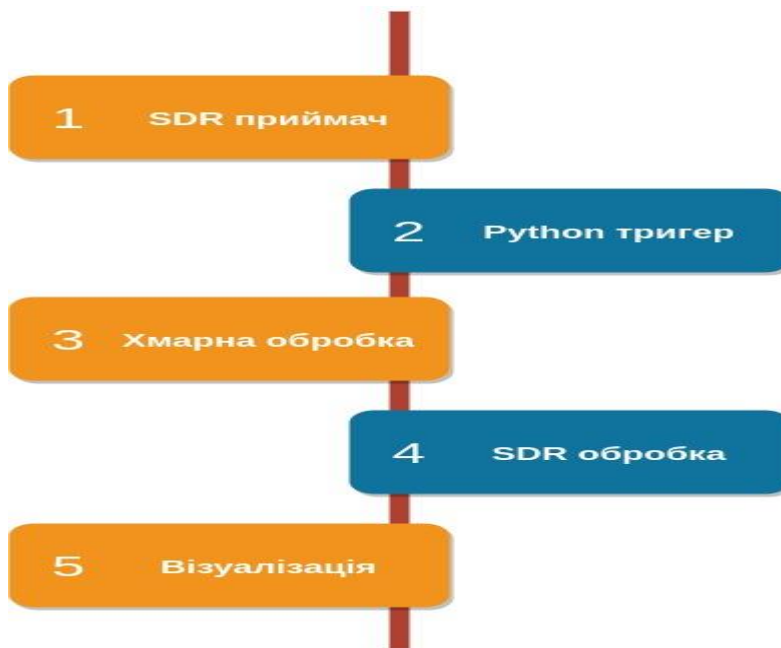 1 SDR приймач
2 Python тригер
3 Хмарна обробка
4 SDR обробка
5 Візуалізація